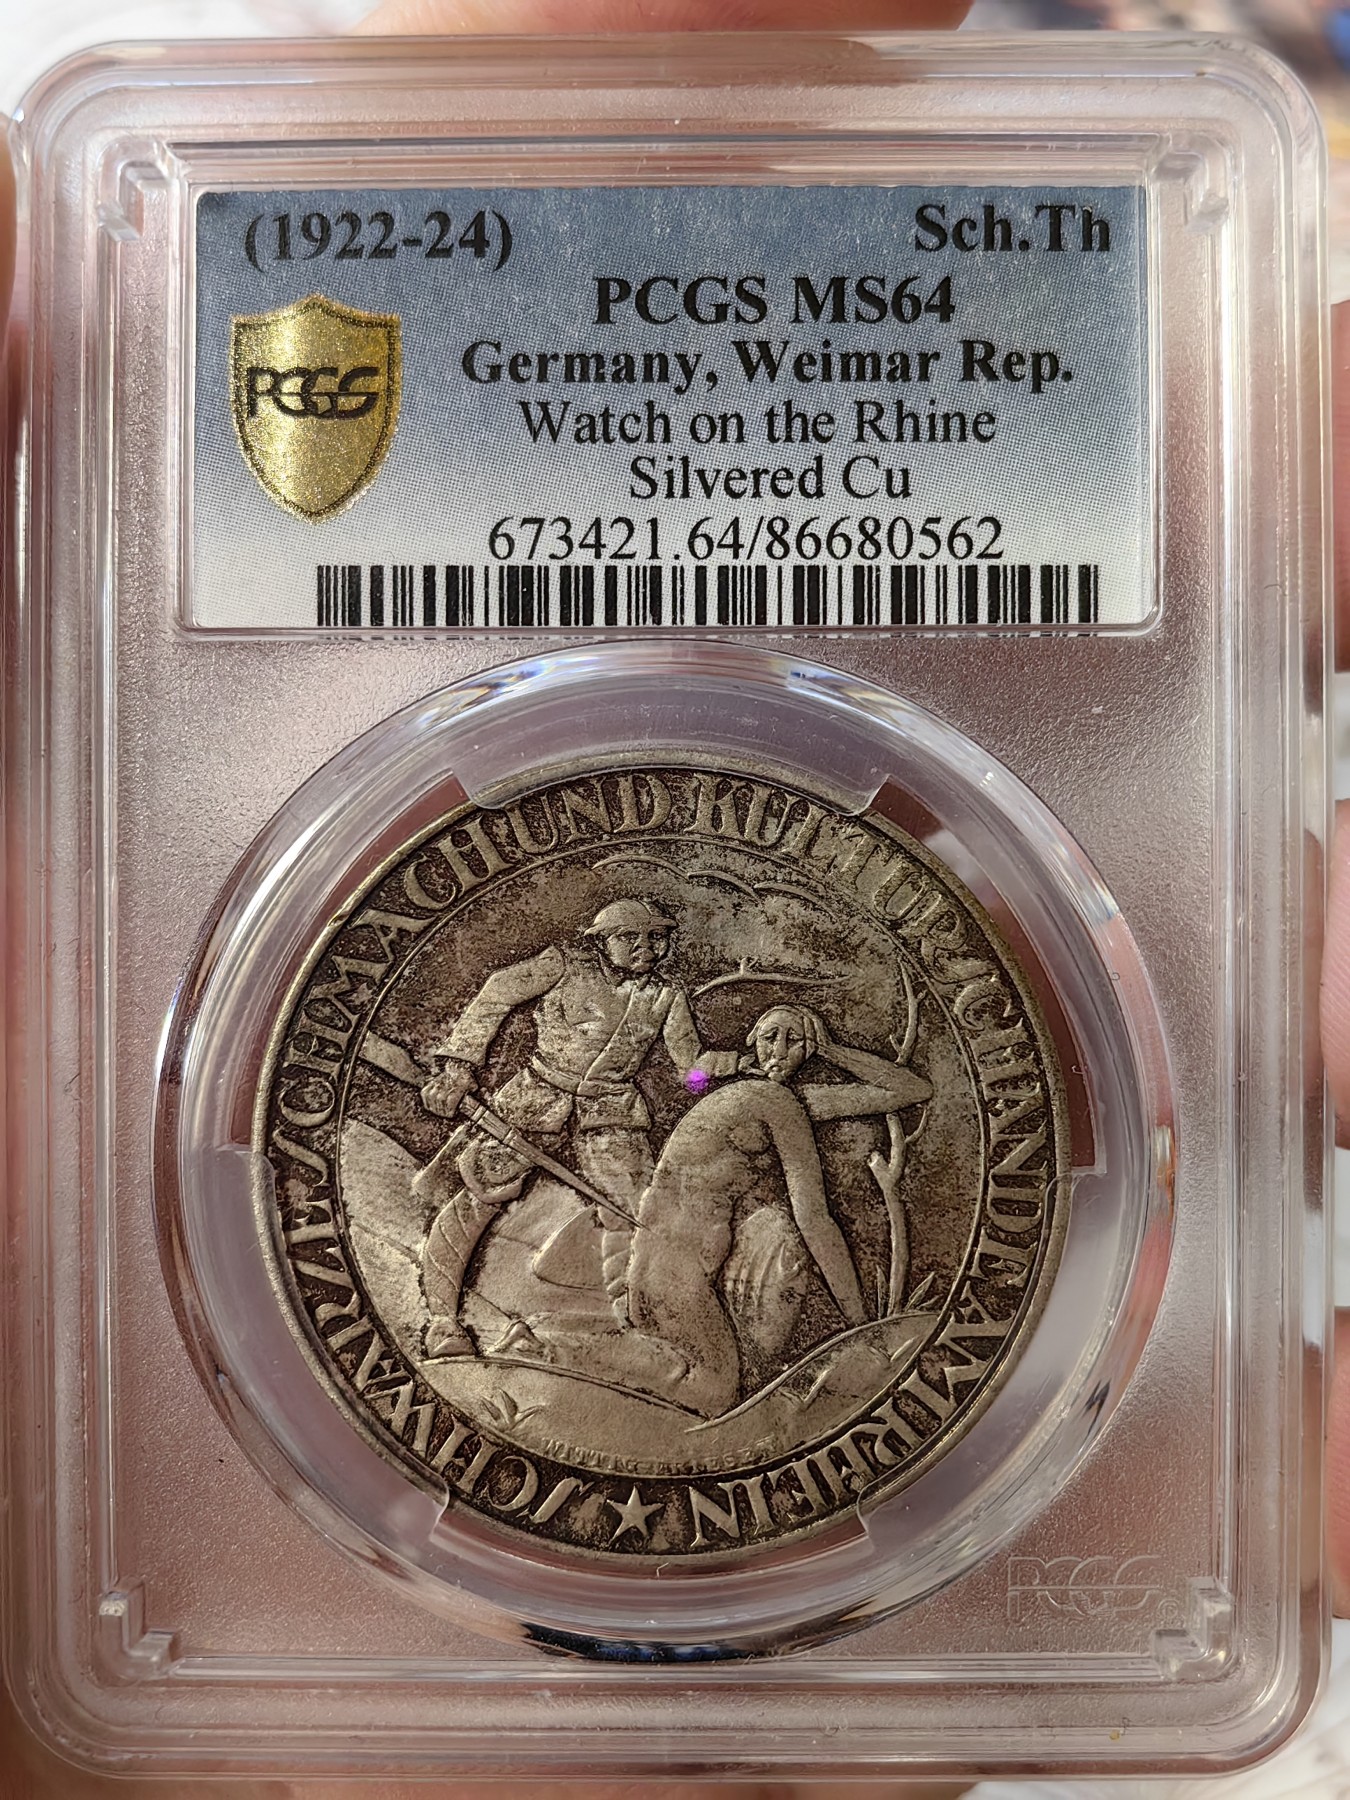 (1922-24)
Sch.Th
PCGS MS64
PCGS
Germany, Weimar Rep.
Watch on the Rhine
Silvered Cu
673421.64/86680562
SCHWARZE SCHMACH UND KULTURSCHANDE AM RHEIN
PCGS